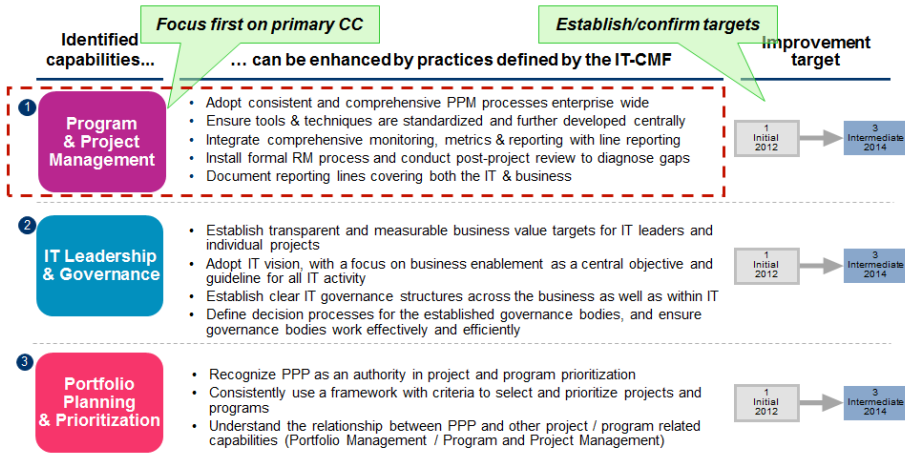 Focus first on primary CC
Establish/confirm targets
Identified
capabilities...
… can be enhanced by practices defined by the IT-CMF
Improvement
target
1
Program
& Project
Management
• Adopt consistent and comprehensive PPM processes enterprise wide
• Ensure tools & techniques are standardized and further developed centrally
• Integrate comprehensive monitoring, metrics & reporting with line reporting
• Install formal RM process and conduct post-project review to diagnose gaps
• Document reporting lines covering both the IT & business
1
Initial
2012
3
Intermediate
2014
2
IT Leadership
& Governance
• Establish transparent and measurable business value targets for IT leaders and
individual projects
• Adopt IT vision, with a focus on business enablement as a central objective and
guideline for all IT activity
• Establish clear IT governance structures across the business as well as within IT
• Define decision processes for the established governance bodies, and ensure
governance bodies work effectively and efficiently
1
Initial
2012
3
Intermediate
2014
3
Portfolio
Planning
& Prioritization
• Recognize PPP as an authority in project and program prioritization
• Consistently use a framework with criteria to select and prioritize projects and
programs
• Understand the relationship between PPP and other project / program related
capabilities (Portfolio Management / Program and Project Management)
1
Initial
2012
3
Intermediate
2014